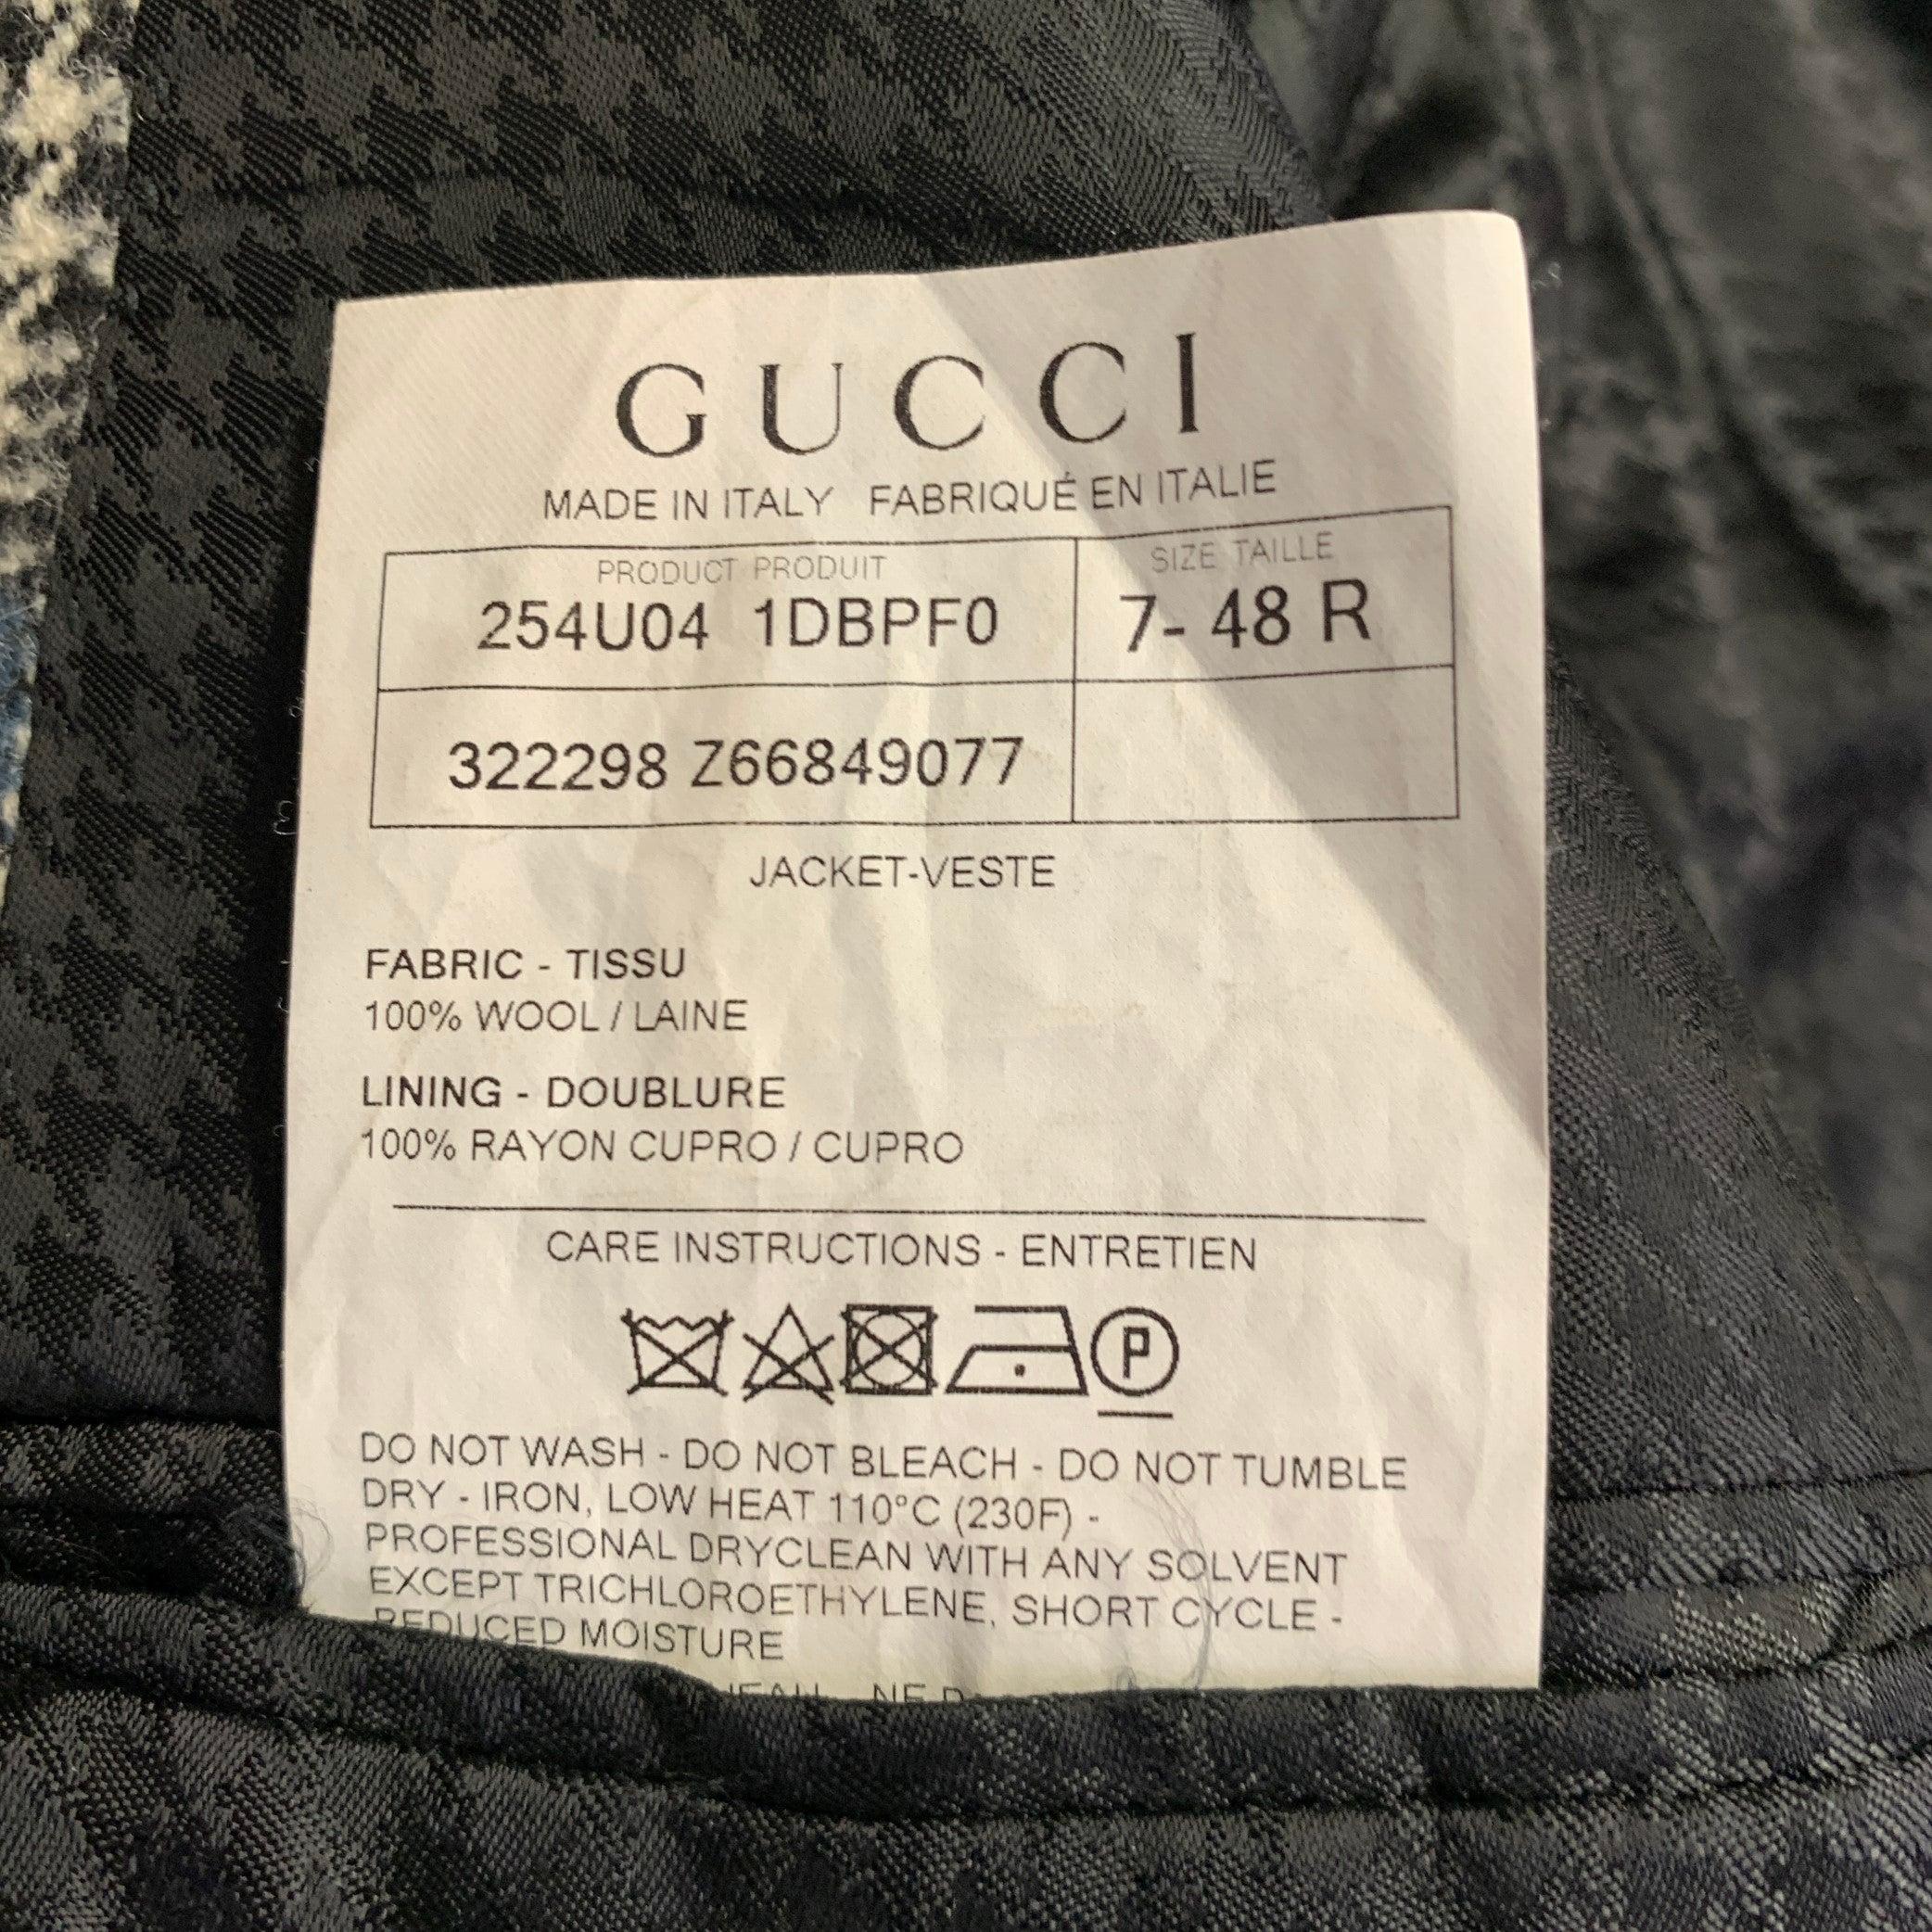 GUCCI
MADE IN ITALY FABRIQUÉ EN ITALIE
PRODUCT PRODUIT
SIZE TAILLE
254U04 1DBPF0
7- 48 R
322298 Z66849077
JACKET-VESTE
FABRIC - TISSU
100% WOOL / LAINE
LINING - DOUBLURE
100% RAYON CUPRO / CUPRO
CARE INSTRUCTIONS - ENTRETIEN
P
DO NOT WASH - DO NOT BLEACH - DO NOT TUMBLE
DRY - IRON, LOW HEAT 110°C (230F) -
PROFESSIONAL DRYCLEAN WITH ANY SOLVENT
EXCEPT TRICHLOROETHYLENE, SHORT CYCLE -
REDUCED MOISTURE